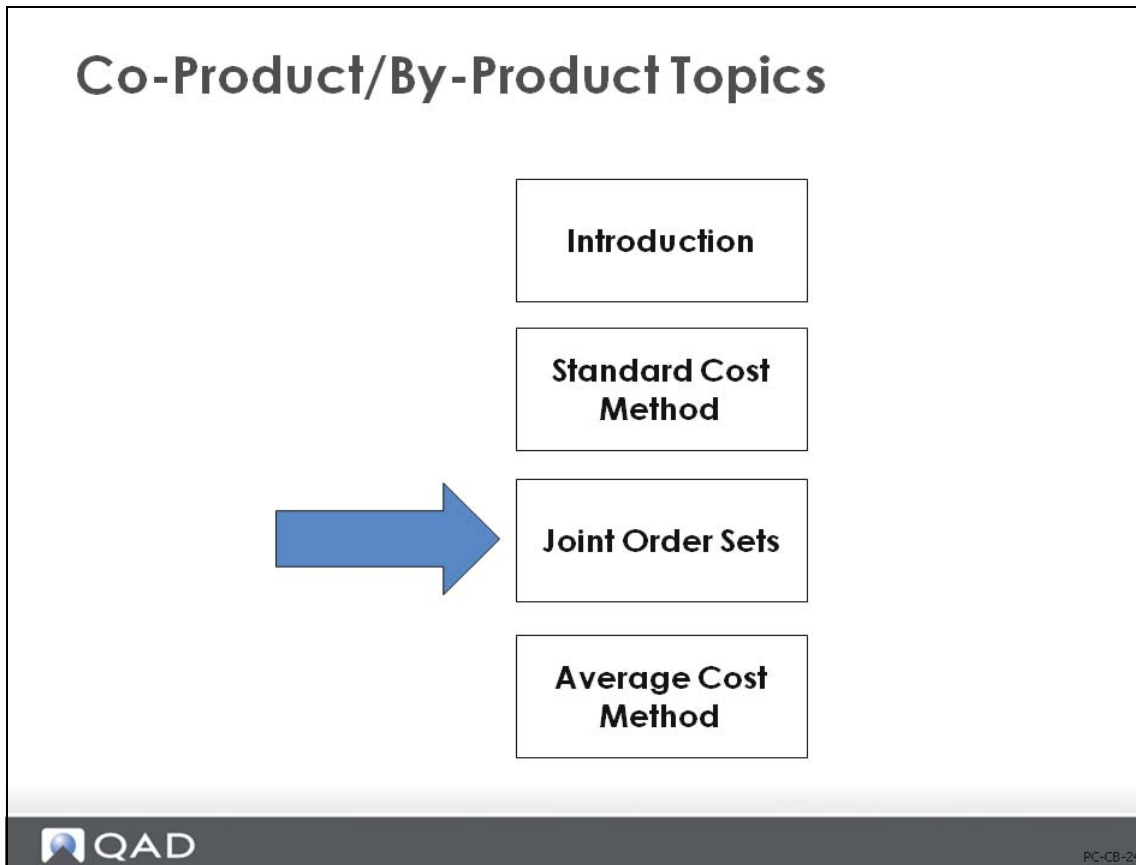 Co-Product/By-Product Topics
Introduction
Standard Cost
Method
Joint Order Sets
Average Cost
Method
QAD